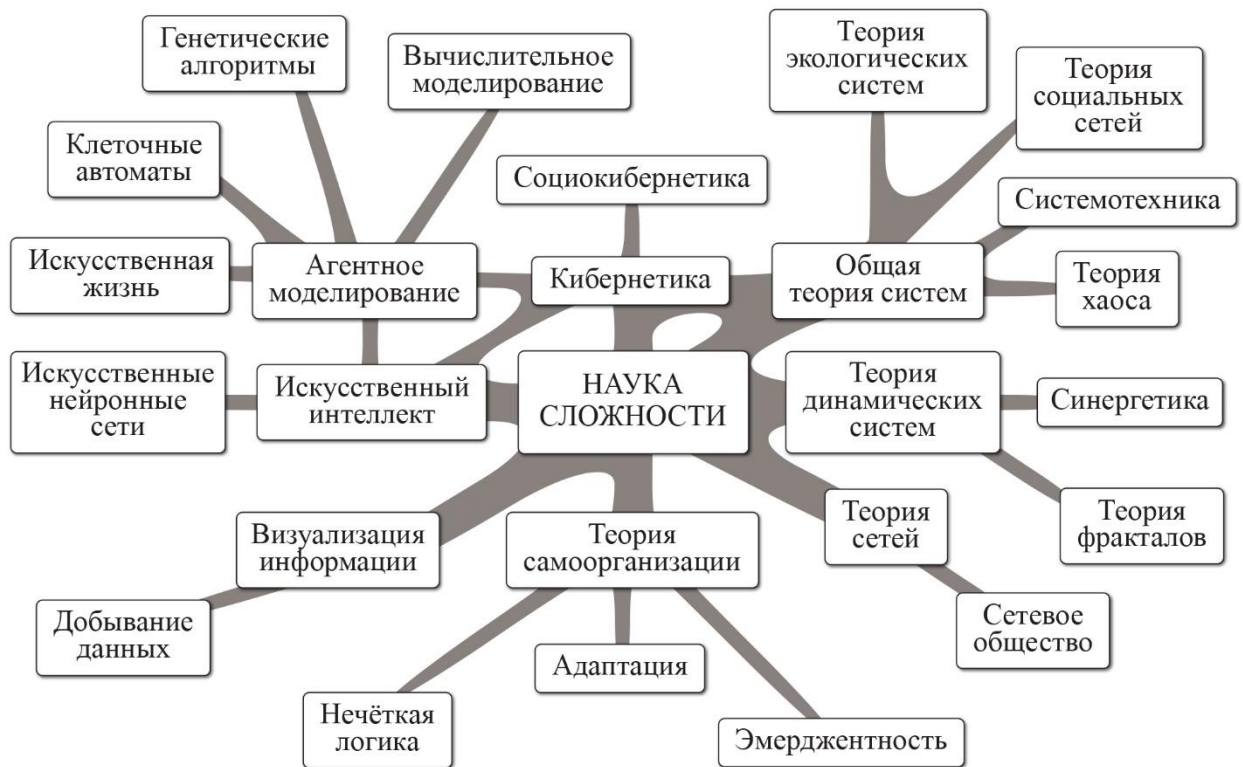 Генетические
алгоритмы
Вычислительное
моделирование
Теория
экологических
систем
Теория
социальных
сетей
Клеточные
автоматы
Социокибернетика
Системотехника
Искусственная
жизнь
Агентное
моделирование
Кибернетика
Общая
теория систем
Теория
хаоса
Искусственные
нейронные
сети
Искусственный
интеллект
НАУКА
СЛОЖНОСТИ
Теория
динамических
систем
Синергетика
Визуализация
информации
Теория
самоорганизации
Теория
сетей
Теория
фракталов
Добывание
данных
Адаптация
Сетевое
общество
Нечёткая
логика
Эмерджентность